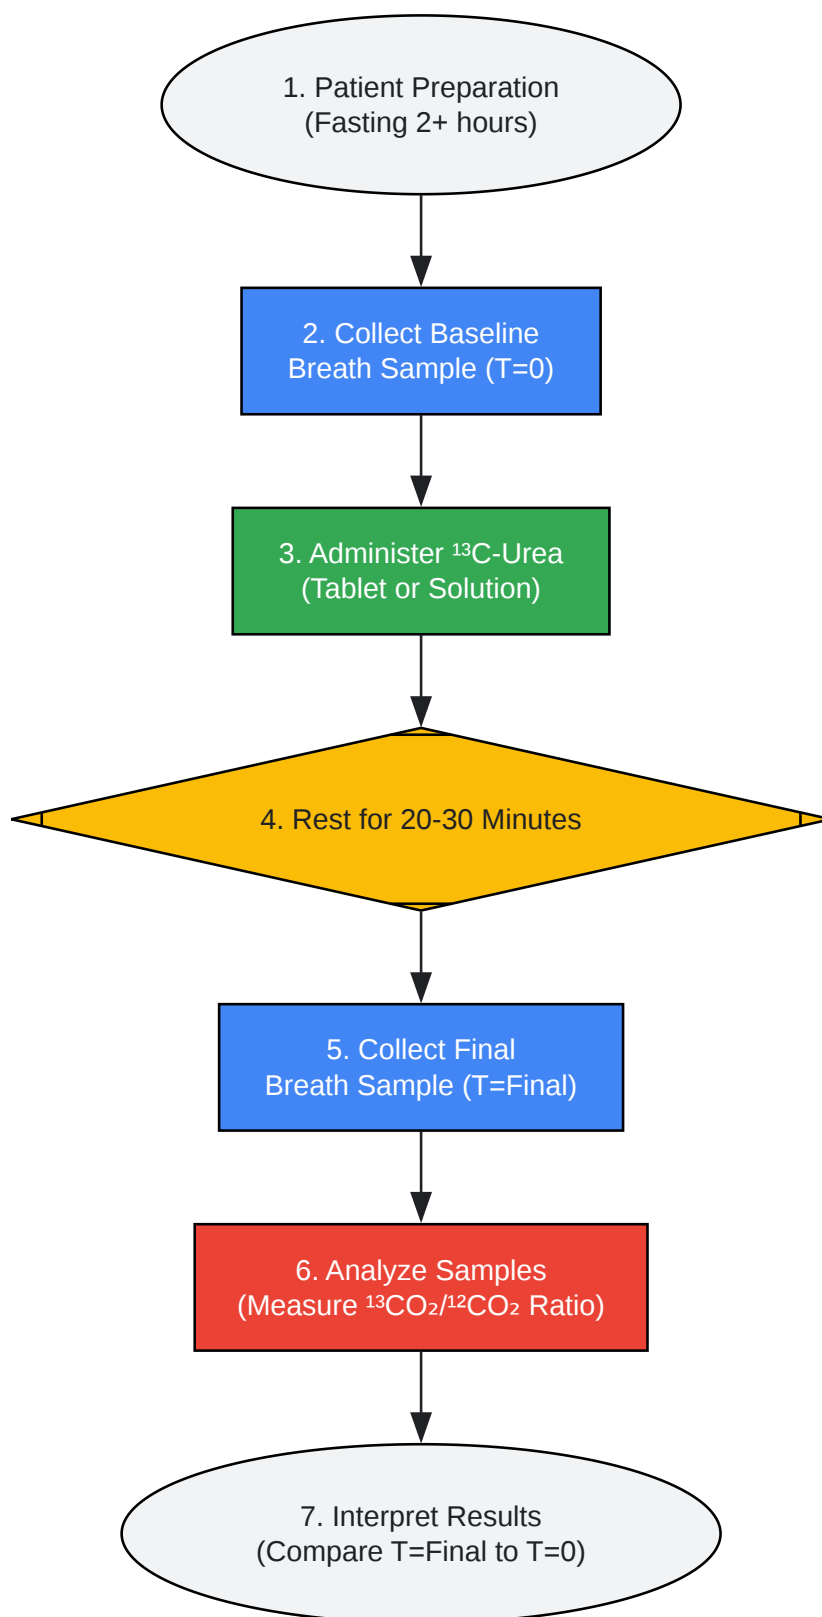 1. Patient Preparation
(Fasting 2+ hours)
2. Collect Baseline
Breath Sample (T=0)
3. Administer ¹³C-Urea
(Tablet or Solution)
4. Rest for 20-30 Minutes
5. Collect Final
Breath Sample (T=Final)
6. Analyze Samples
(Measure ¹³CO₂/¹²CO₂ Ratio)
7. Interpret Results
(Compare T=Final to T=0)